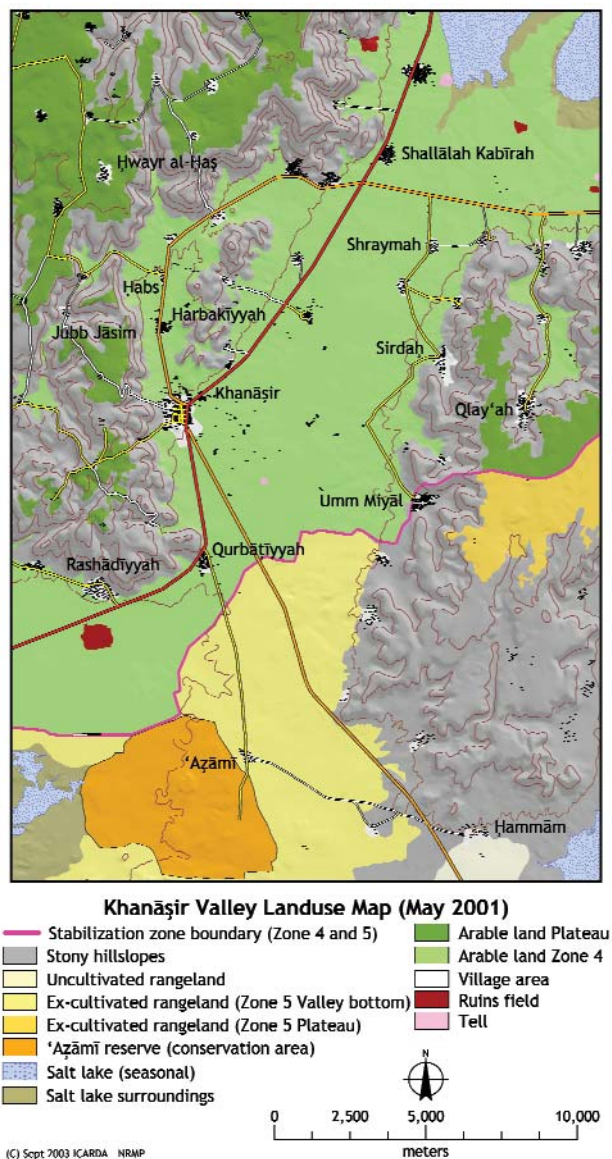 Shallālah Kabīrah
Ḥwayr al-Ḥaṣ
Shraymah
Ḥabs
Ḥarbakīyyah
Jubb Jāsim
Sirdaḥ
Khanāṣir
Qlay‘ah
Umm Miyāl
Qurbāṭīyyah
Rashādīyyah
‘Aẓāmī
Ḥammām
Khanāṣir Valley Landuse Map (May 2001)
Stabilization zone boundary (Zone 4 and 5)
Stony hillslopes
Uncultivated rangeland
Ex-cultivated rangeland (Zone 5 Valley bottom)
Ex-cultivated rangeland (Zone 5 Plateau)
‘Aẓāmī reserve (conservation area)
Salt lake (seasonal)
Salt lake surroundings
Arable land Plateau
Arable land Zone 4
Village area
Ruins field
Tell
N
0 2,500 5,000 10,000
meters
(C) Sept 2003 ICARDA NRMP